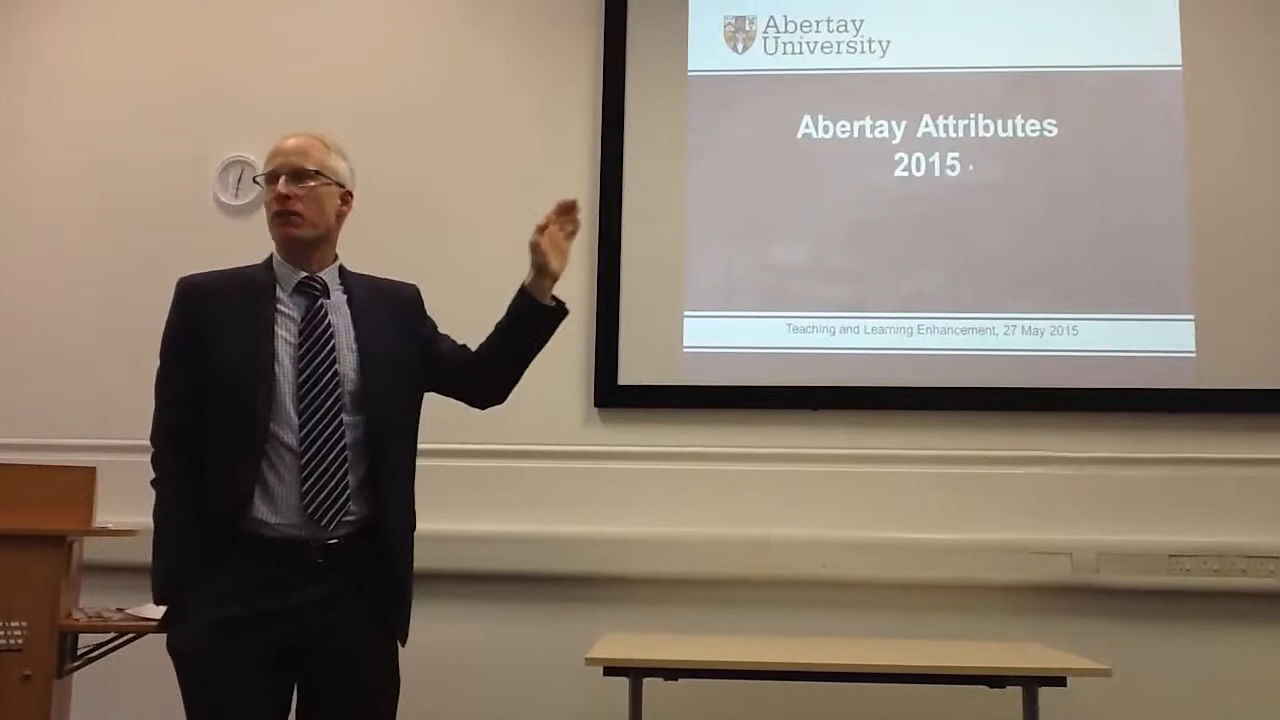 Abertay
University
Abertay Attributes
2015
Teaching and Learning Enhancement, 27 May 2015